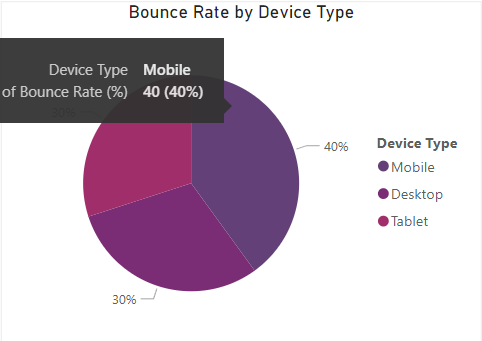 Bounce Rate by Device Type
Device Type Mobile
of Bounce Rate (%) 40 (40%)
40%
30%
Device Type
Mobile
Desktop
Tablet